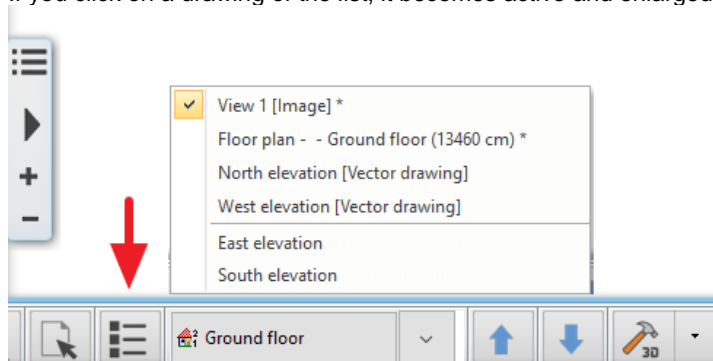 If you click on a drawing of the list, it becomes active and enlarged
View 1 [Image] *
Floor plan - - Ground floor (13460 cm) *
North elevation [Vector drawing]
West elevation [Vector drawing]
East elevation
South elevation
Ground floor
3D